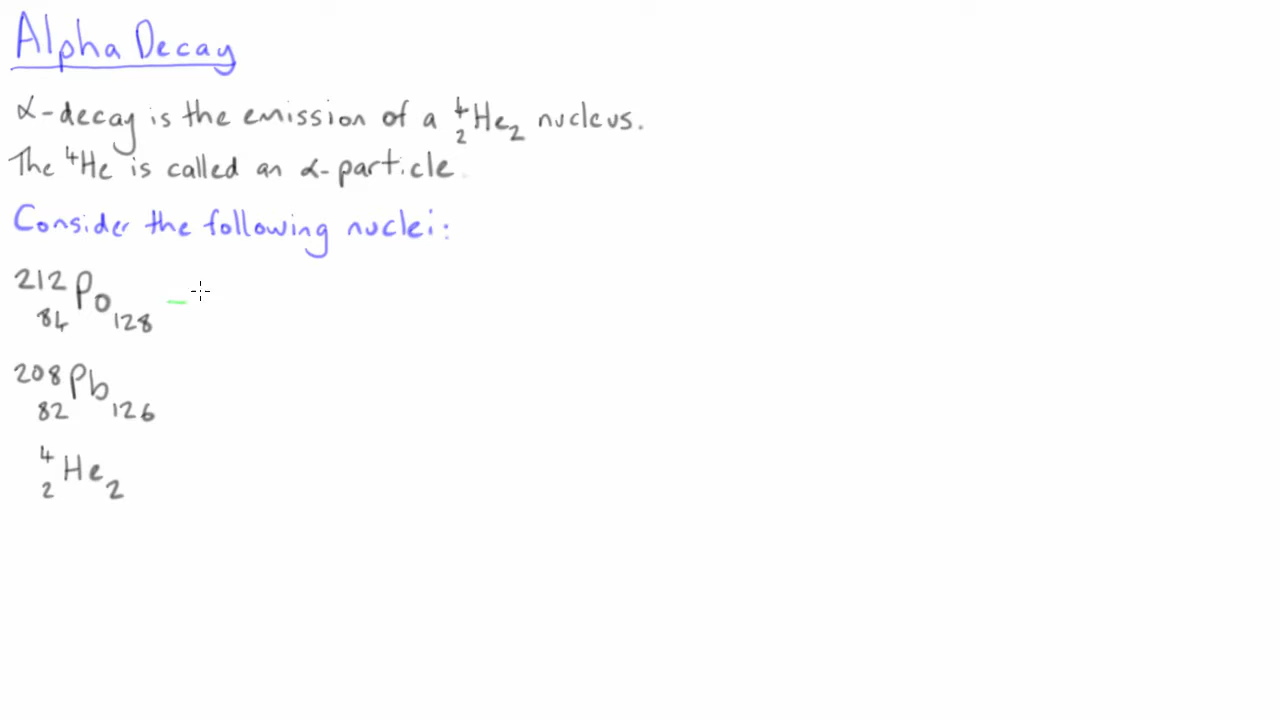 Alpha Decay
α-decay is the emission of a ⁴₂He₂ nucleus.
The ⁴He is called an α-particle
Consider the following nuclei:
²¹²₈₄Po₁₂₈ –
²⁰⁸₈₂Pb₁₂₆
⁴₂He₂